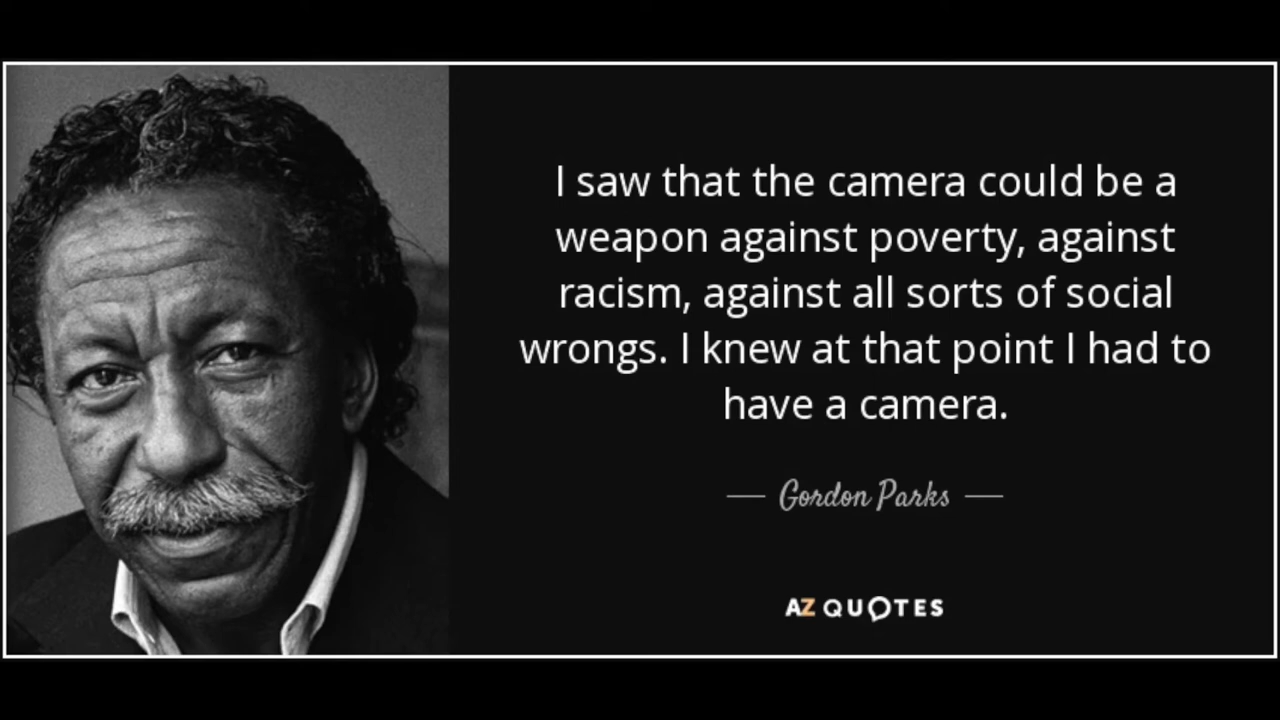 I saw that the camera could be a
weapon against poverty, against
racism, against all sorts of social
wrongs. I knew at that point I had to
have a camera.
Gordon Parks
AZ QUOTES